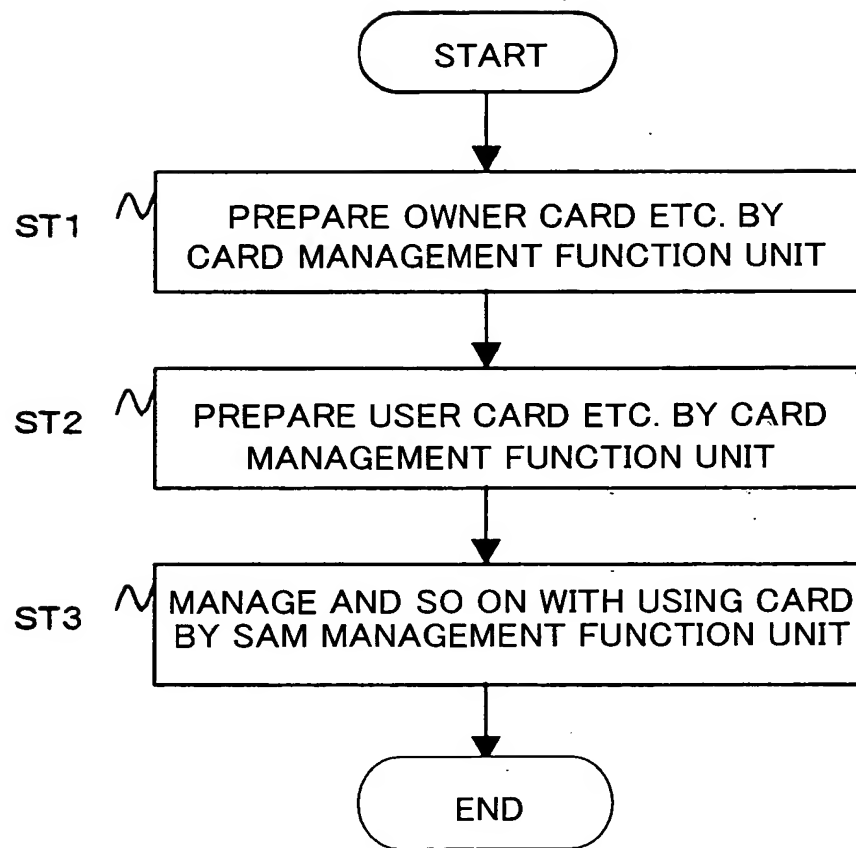 START
ST1
PREPARE OWNER CARD ETC. BY
CARD MANAGEMENT FUNCTION UNIT
ST2
PREPARE USER CARD ETC. BY CARD
MANAGEMENT FUNCTION UNIT
ST3
MANAGE AND SO ON WITH USING CARD
BY SAM MANAGEMENT FUNCTION UNIT
END